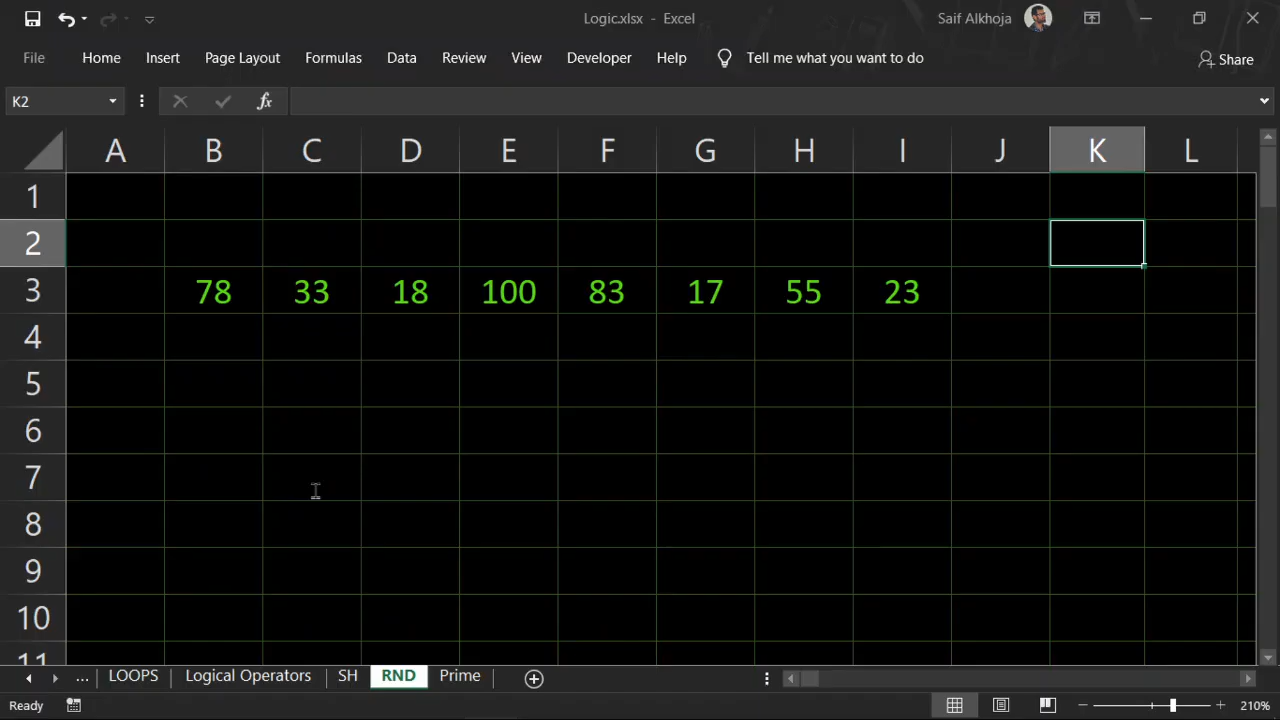 Logic.xlsx - Excel
Saif Alkhoja
File Home Insert Page Layout Formulas Data Review View Developer Help Tell me what you want to do Share
K2 fx
A B C D E F G H I J K L
1
2
3 78 33 18 100 83 17 55 23
4
5
6
7
8
9
10
11
... LOOPS Logical Operators SH RND Prime
Ready 210%